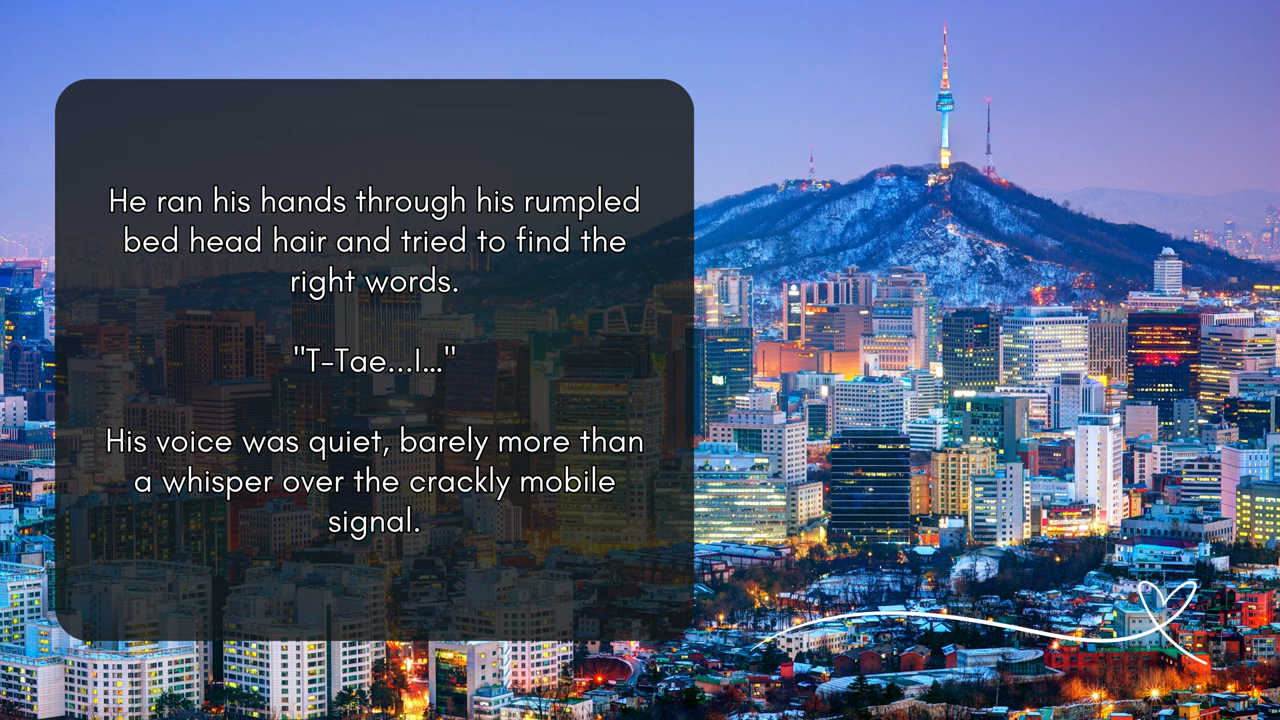 He ran his hands through his rumpled
bed head hair and tried to find the
right words.
"T-Tae...I..."
His voice was quiet, barely more than
a whisper over the crackly mobile
signal.